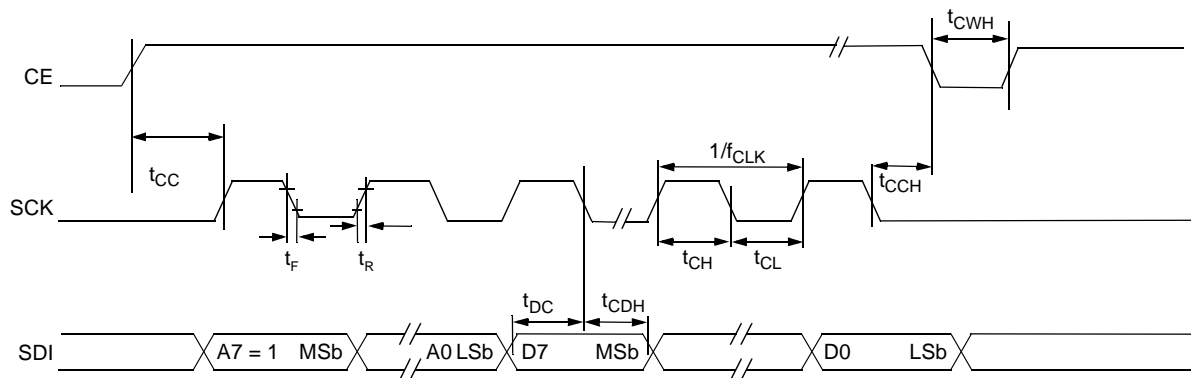 tCWH
CE
1/fCLK
tCC
tCCH
SCK
tF
tR
tCH
tCL
tDC
tCDH
SDI
A7 = 1 MSb
A0 LSb
D7 MSb
D0 LSb